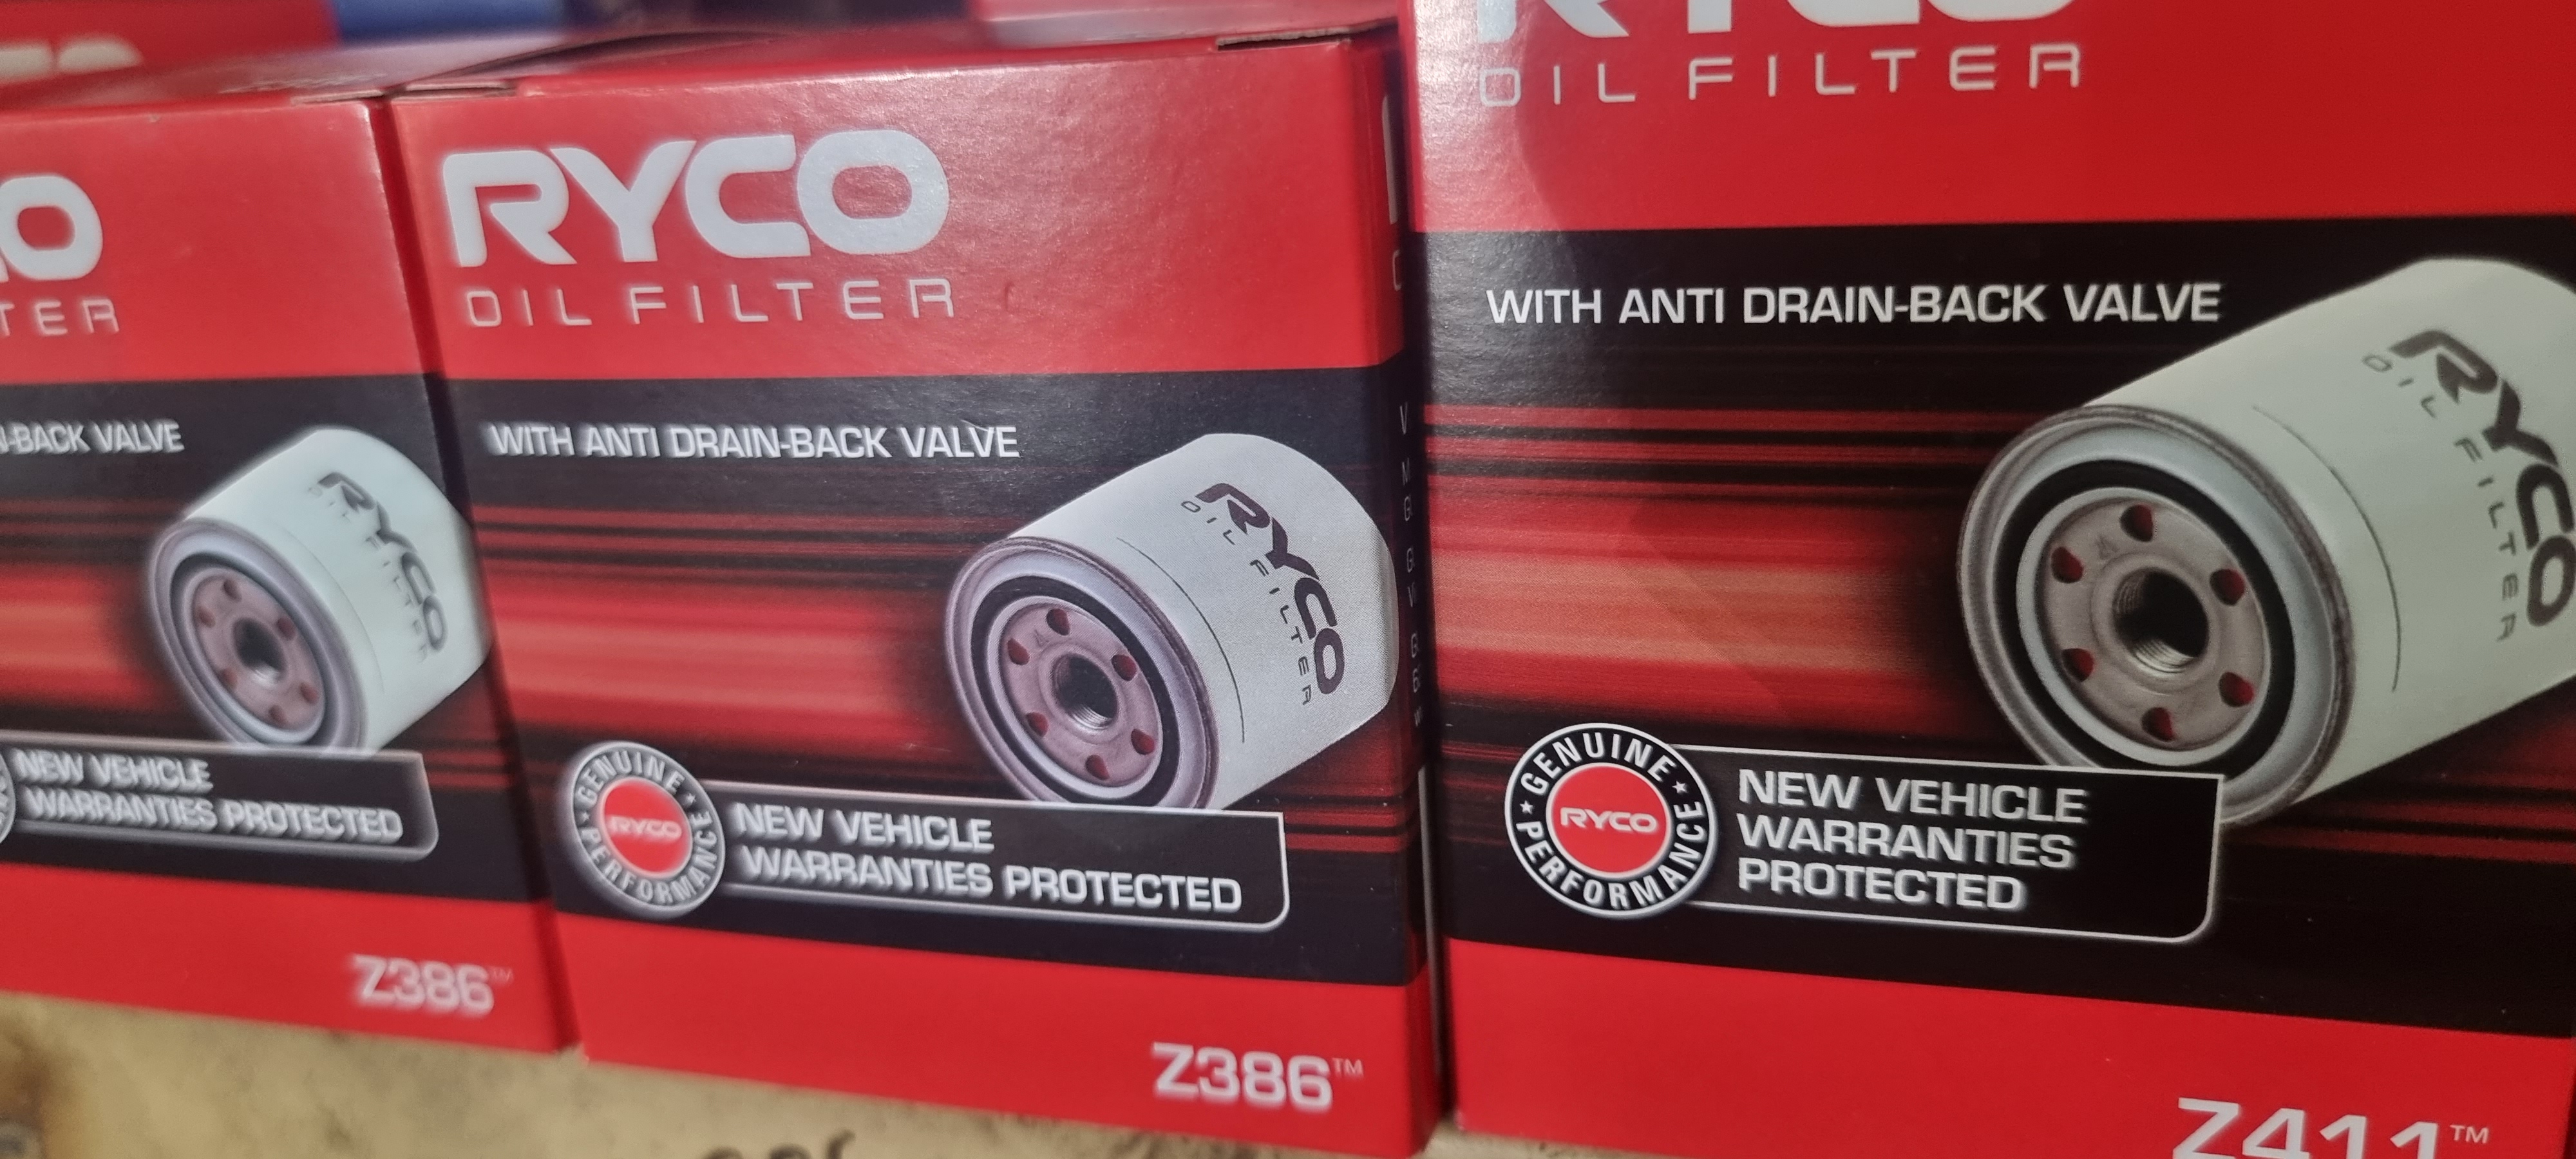 RYCO
OIL FILTER
WITH ANTI DRAIN-BACK VALVE
RYCO
OIL FILTER
GENUINE PERFORMANCE
RYCO
NEW VEHICLE
WARRANTIES PROTECTED
Z386™
BACK VALVE
RYCO
FILTER
NEW VEHICLE
WARRANTIES PROTECTED
Z386™
RYCO
OIL FILTER
WITH ANTI DRAIN-BACK VALVE
RYCO
OIL FILTER
GENUINE PERFORMANCE
RYCO
NEW VEHICLE
WARRANTIES
PROTECTED
Z411™